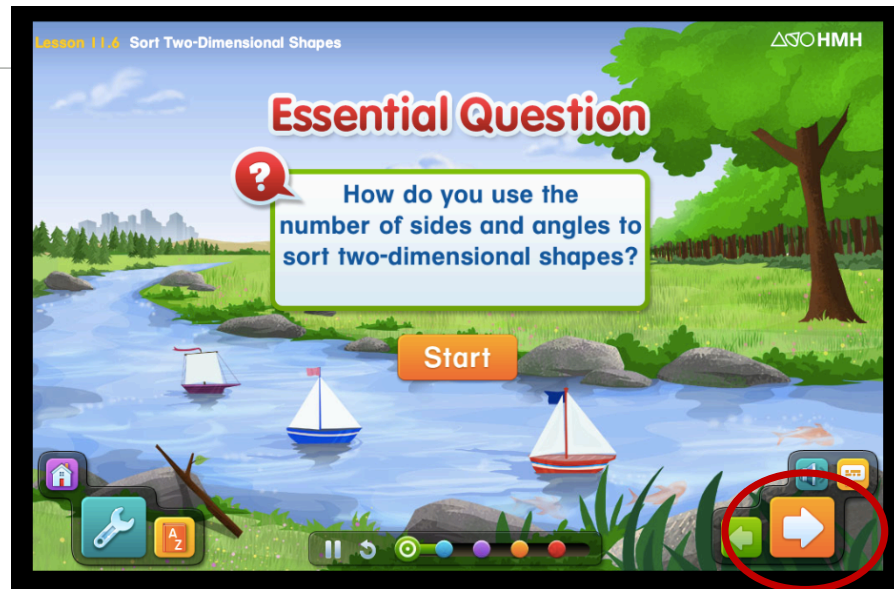 Lesson 11.6 Sort Two-Dimensional Shapes
HMH
Essential Question
?
How do you use the
number of sides and angles to
sort two-dimensional shapes?
Start
A
Z